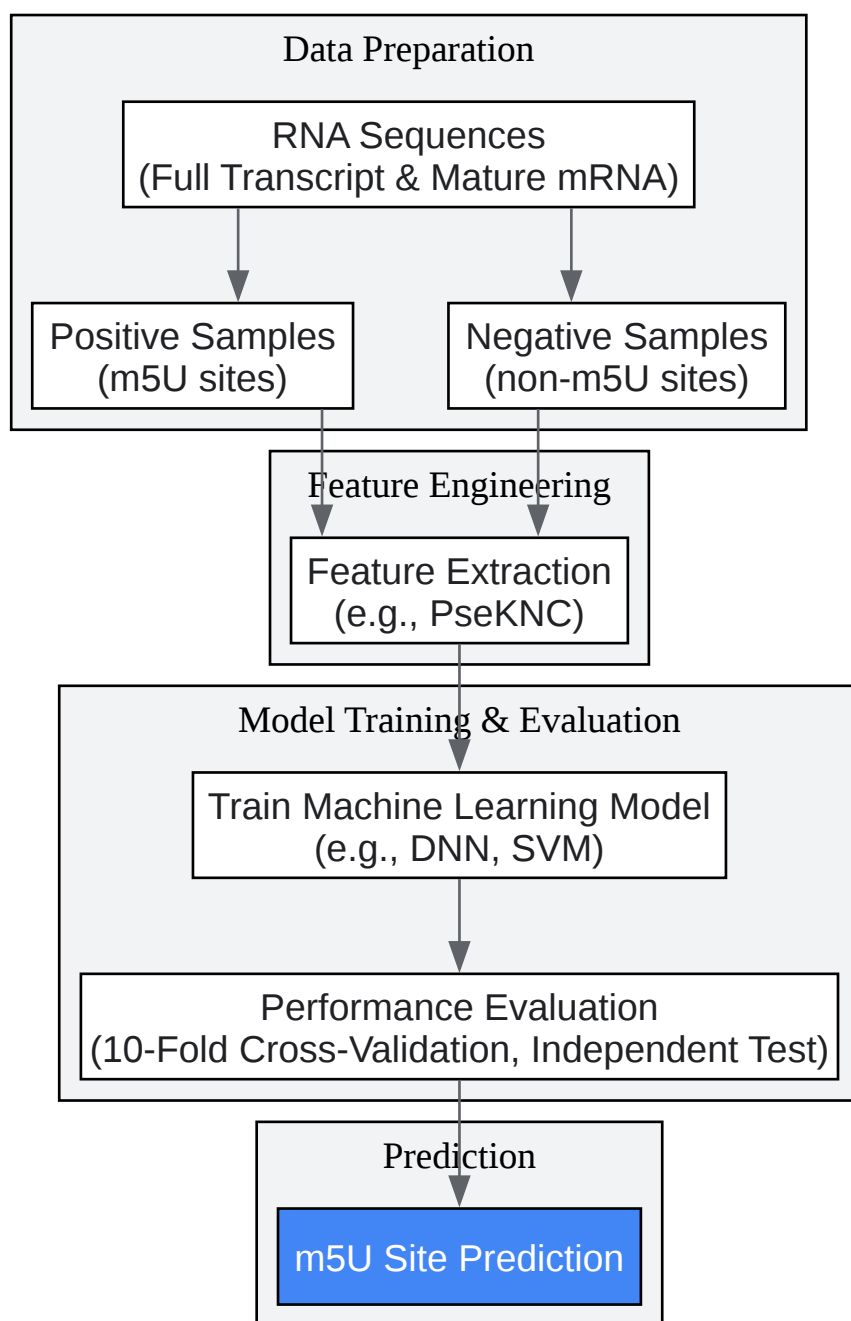 Data Preparation
RNA Sequences
(Full Transcript & Mature mRNA)
Positive Samples
(m5U sites)
Negative Samples
(non-m5U sites)
Feature Engineering
Feature Extraction
(e.g., PseKNC)
Model Training & Evaluation
Train Machine Learning Model
(e.g., DNN, SVM)
Performance Evaluation
(10-Fold Cross-Validation, Independent Test)
Prediction
m5U Site Prediction